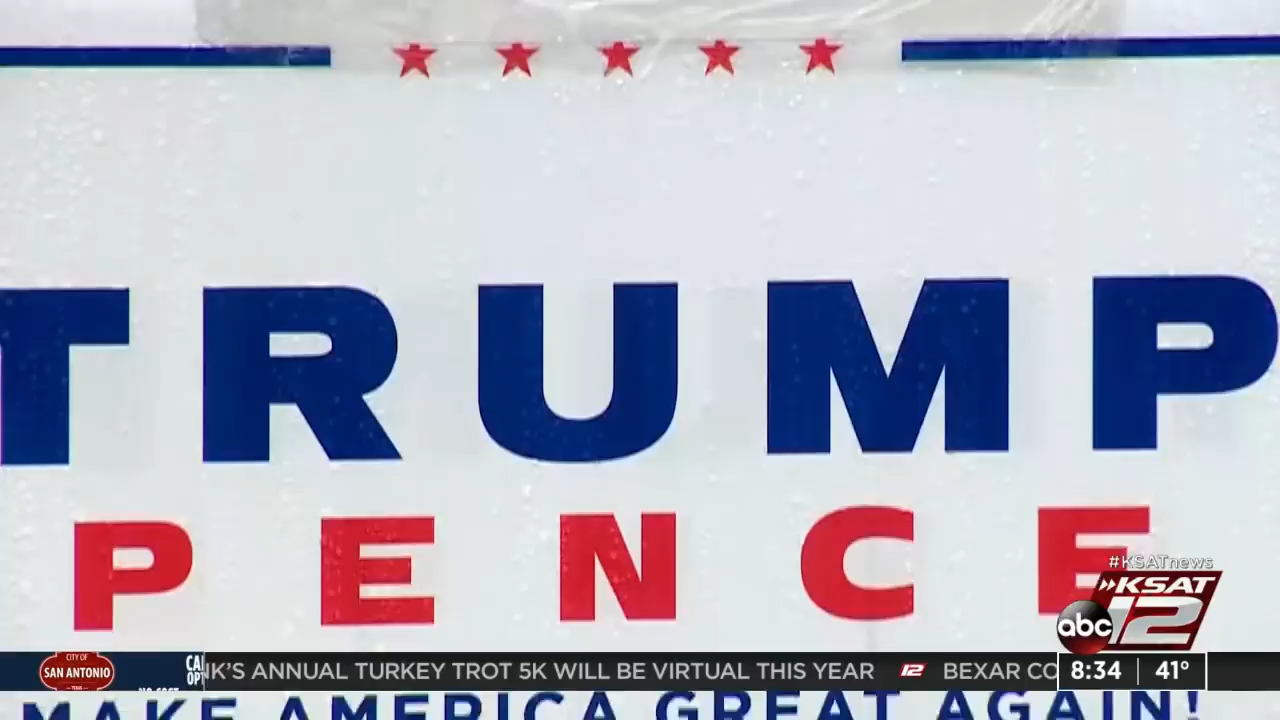 TRUMP
PENCE
#KSATnews
KSAT
abc 12
CITY OF
SAN ANTONIO
TEXAS
K'S ANNUAL TURKEY TROT 5K WILL BE VIRTUAL THIS YEAR 12 BEXAR CO
8:34 41°
MAKE AMERICA GREAT AGAIN!